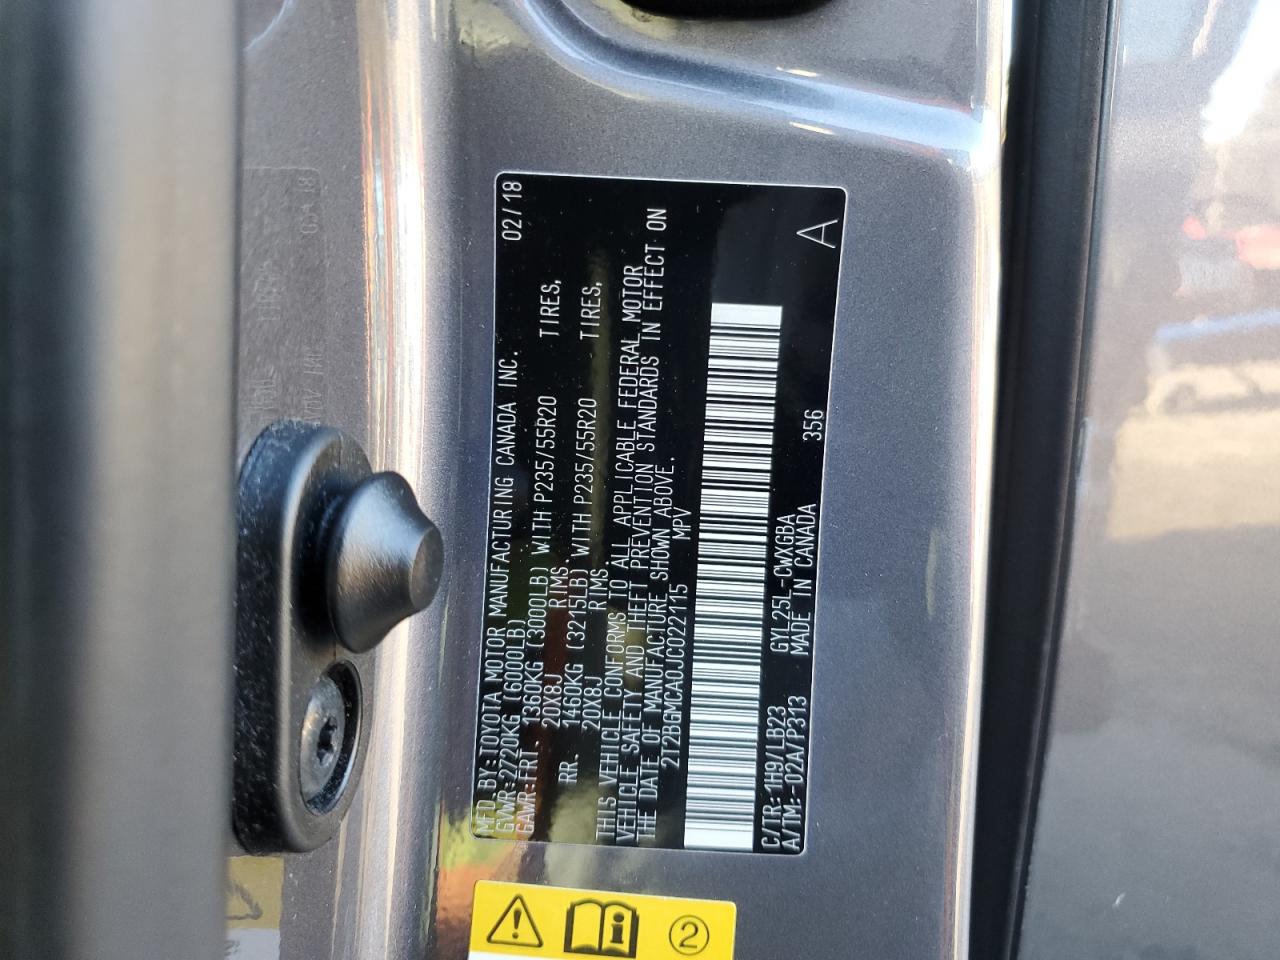 MFD.BY:TOYOTA MOTOR MANUFACTURING CANADA INC. 02/18
GVWR:2720KG (6000LB)
GAWR:FRT. 1360KG (3000LB) WITH P235/55R20 TIRES,
20X8J RIMS,
RR. 1460KG (3215LB) WITH P235/55R20 TIRES,
20X8J RIMS
THIS VEHICLE CONFORMS TO ALL APPLICABLE FEDERAL MOTOR
VEHICLE SAFETY AND THEFT PREVENTION STANDARDS IN EFFECT ON
THE DATE OF MANUFACTURE SHOWN ABOVE.
2T2BGMCA0JC022115 MPV
C/TR:1H9/LB23 GYL25L-CWXGBA
A/TM:-02A/P313 MADE IN CANADA 356
A
2